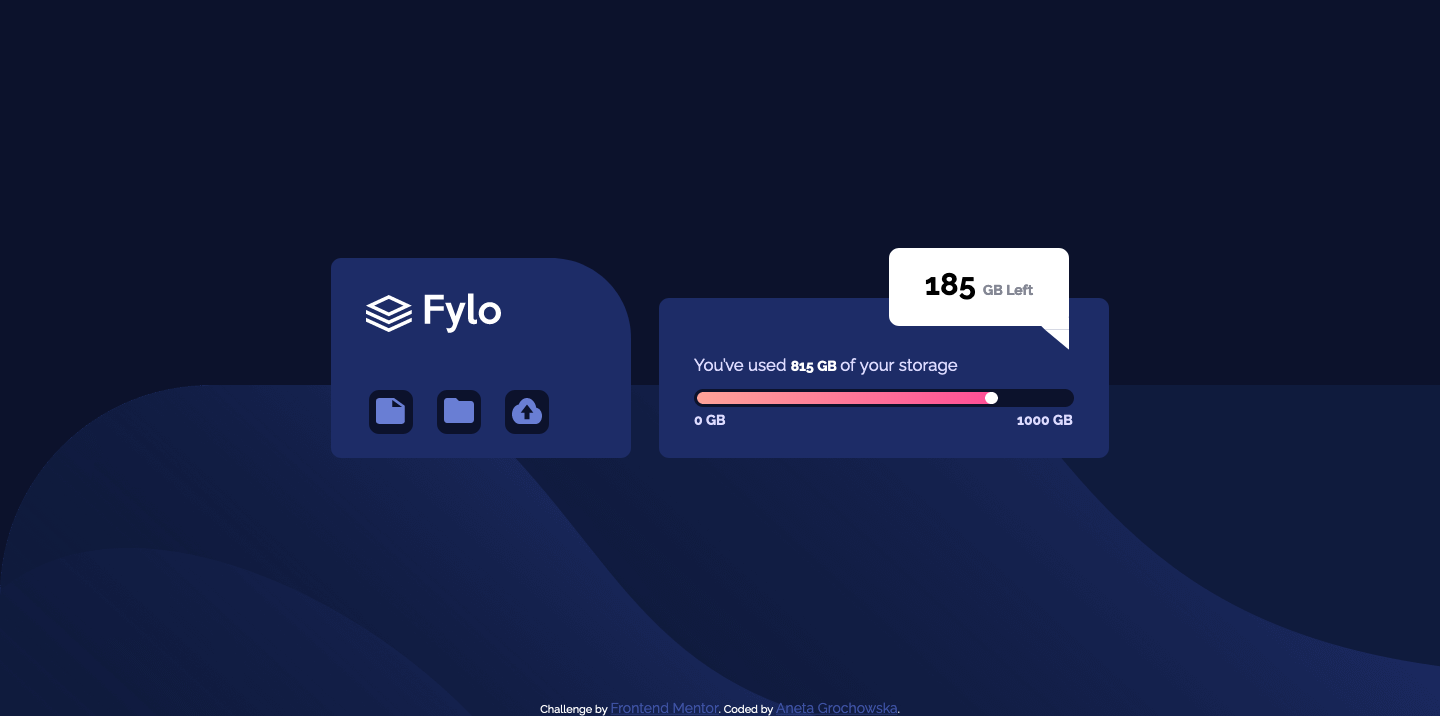 Fylo
185 GB Left
You've used 815 GB of your storage
0 GB 1000 GB
Challenge by Frontend Mentor. Coded by Aneta Grochowska.